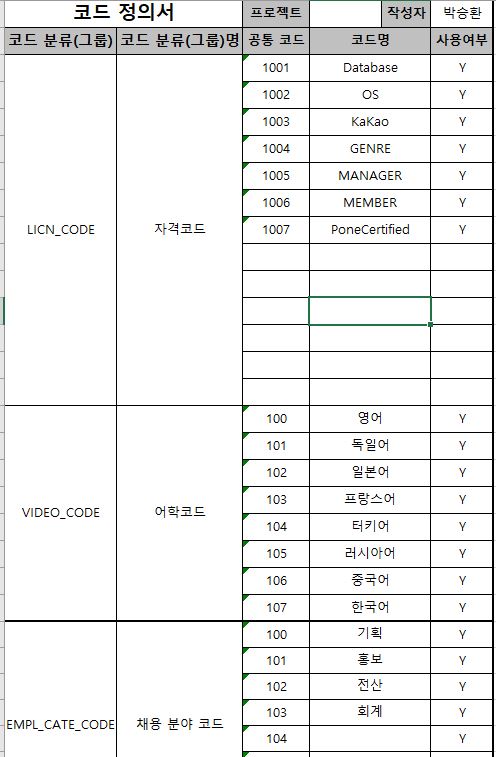 코드 정의서 프로젝트 작성자 박승환
코드 분류(그룹) 코드 분류(그룹)명 공통 코드 코드명 사용여부
1001 Database Y
1002 OS Y
1003 KaKao Y
1004 GENRE Y
1005 MANAGER Y
1006 MEMBER Y
LICN_CODE 자격코드 1007 PoneCertified Y
100 영어 Y
101 독일어 Y
102 일본어 Y
103 프랑스어 Y
VIDEO_CODE 어학코드
104 터키어 Y
105 러시아어 Y
106 중국어 Y
107 한국어 Y
100 기획 Y
101 홍보 Y
102 전산 Y
103 회계 Y
EMPL_CATE_CODE 채용 분야 코드
104 Y